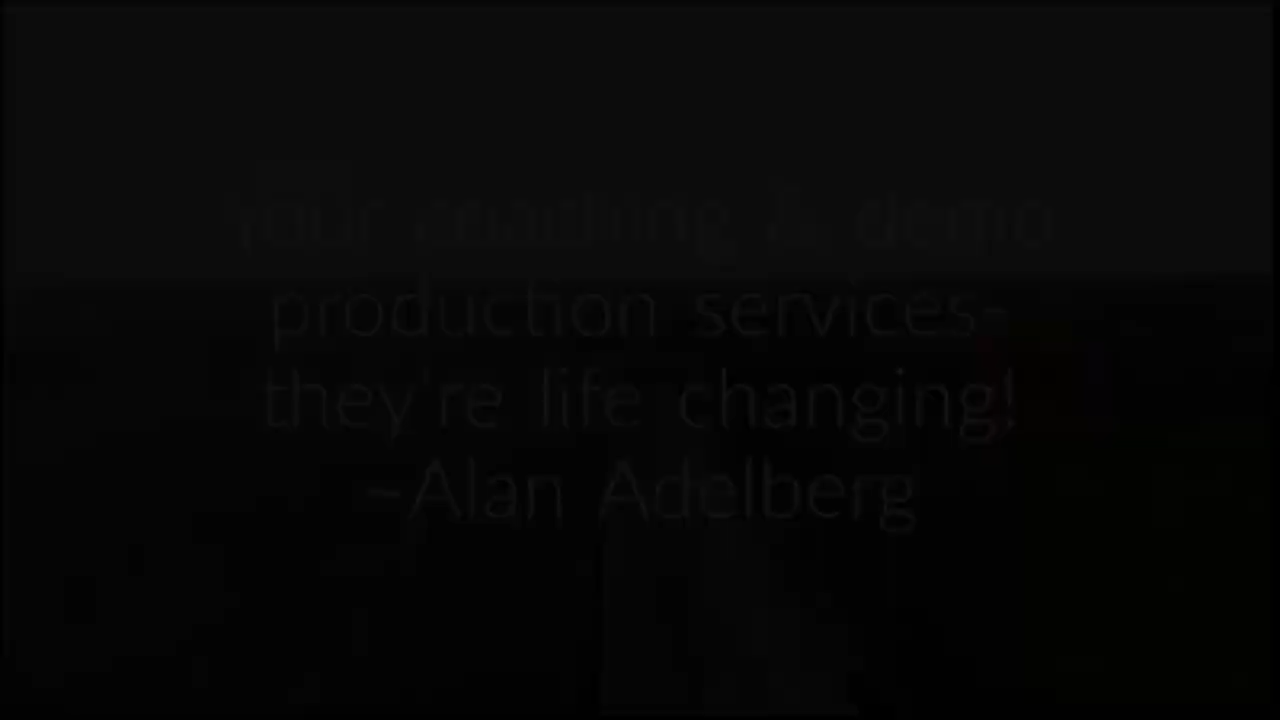 your coaching & demo
production services-
they're life changing!
-Alan Adelberg